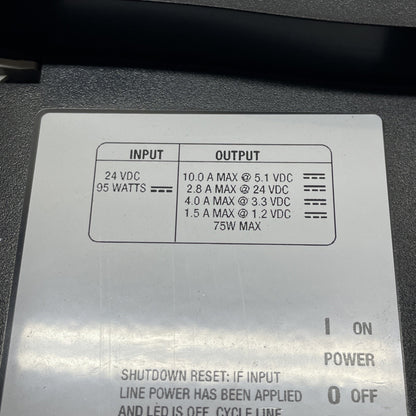 INPUT
OUTPUT
24 VDC
95 WATTS
10.0 A MAX @ 5.1 VDC
2.8 A MAX @ 24 VDC
4.0 A MAX @ 3.3 VDC
1.5 A MAX @ 1.2 VDC
75W MAX
I ON
POWER
0 OFF
SHUTDOWN RESET: IF INPUT
LINE POWER HAS BEEN APPLIED
AND LED IS OFF, CYCLE LINE